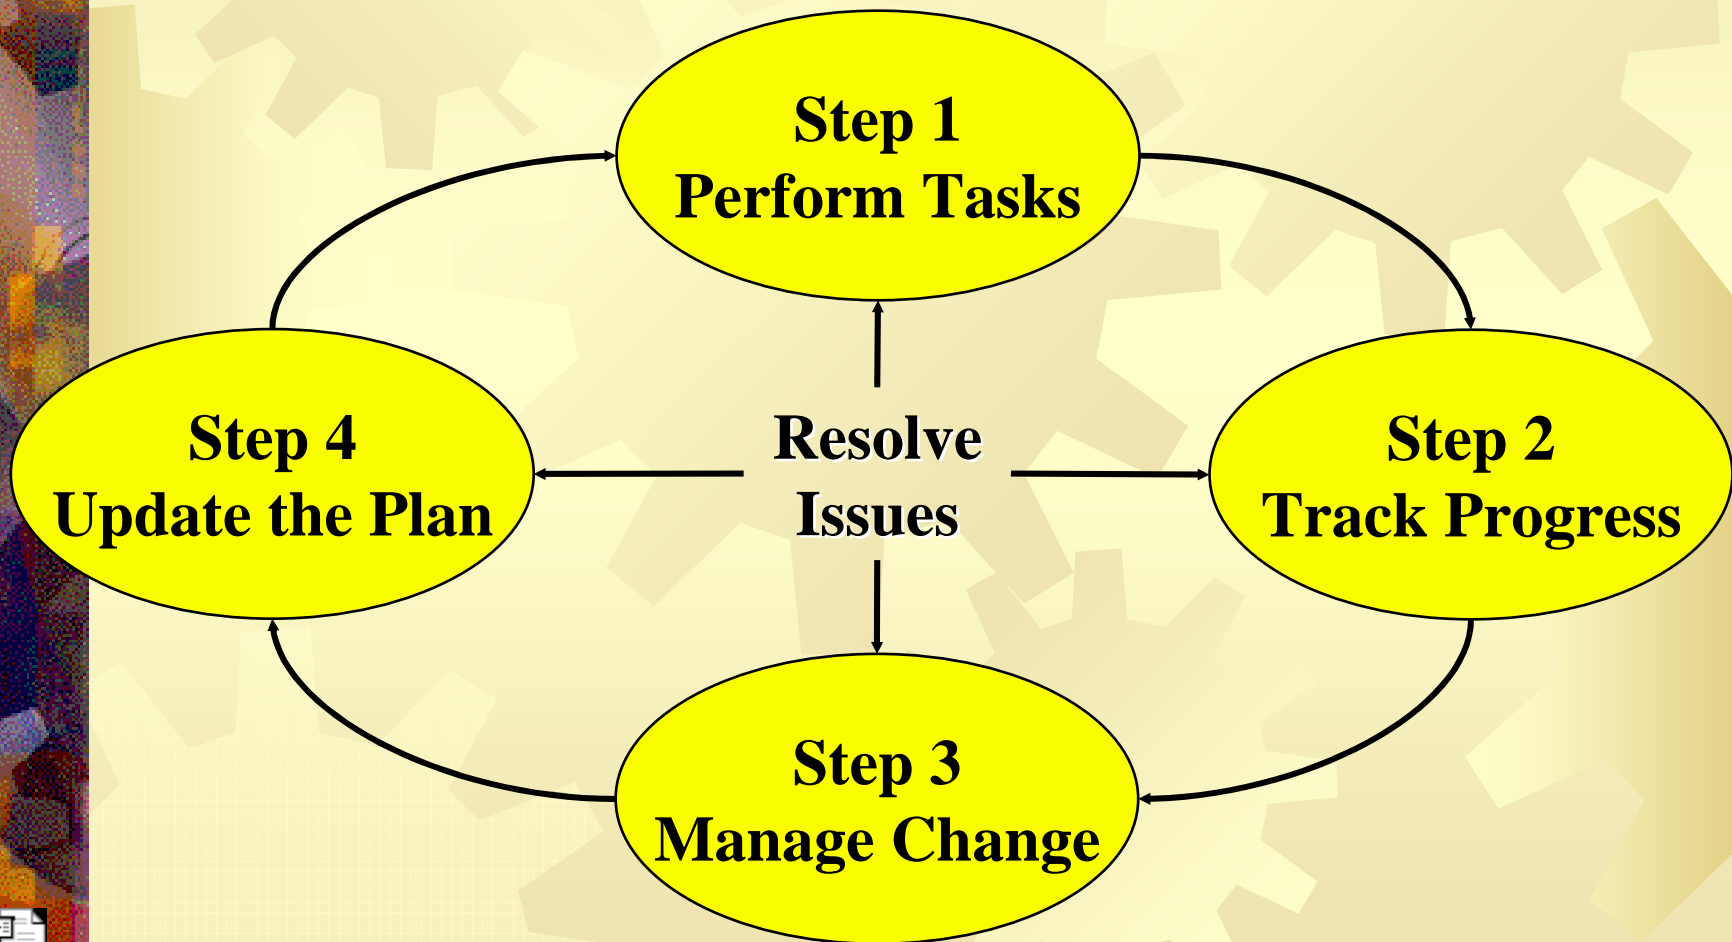 Step 1
Perform Tasks
Step 4
Update the Plan
Resolve
Issues
Step 2
Track Progress
Step 3
Manage Change